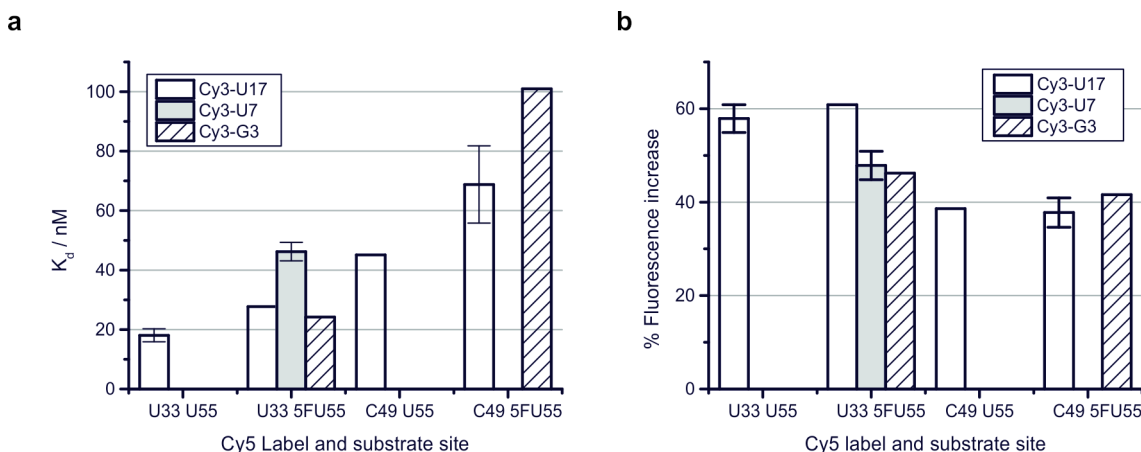 a
K_d / nM
100
80
60
40
20
0
Cy3-U17
Cy3-U7
Cy3-G3
U33 U55
U33 5FU55
C49 U55
C49 5FU55
Cy5 Label and substrate site
b
% Fluorescence increase
60
40
20
0
Cy3-U17
Cy3-U7
Cy3-G3
U33 U55
U33 5FU55
C49 U55
C49 5FU55
Cy5 label and substrate site